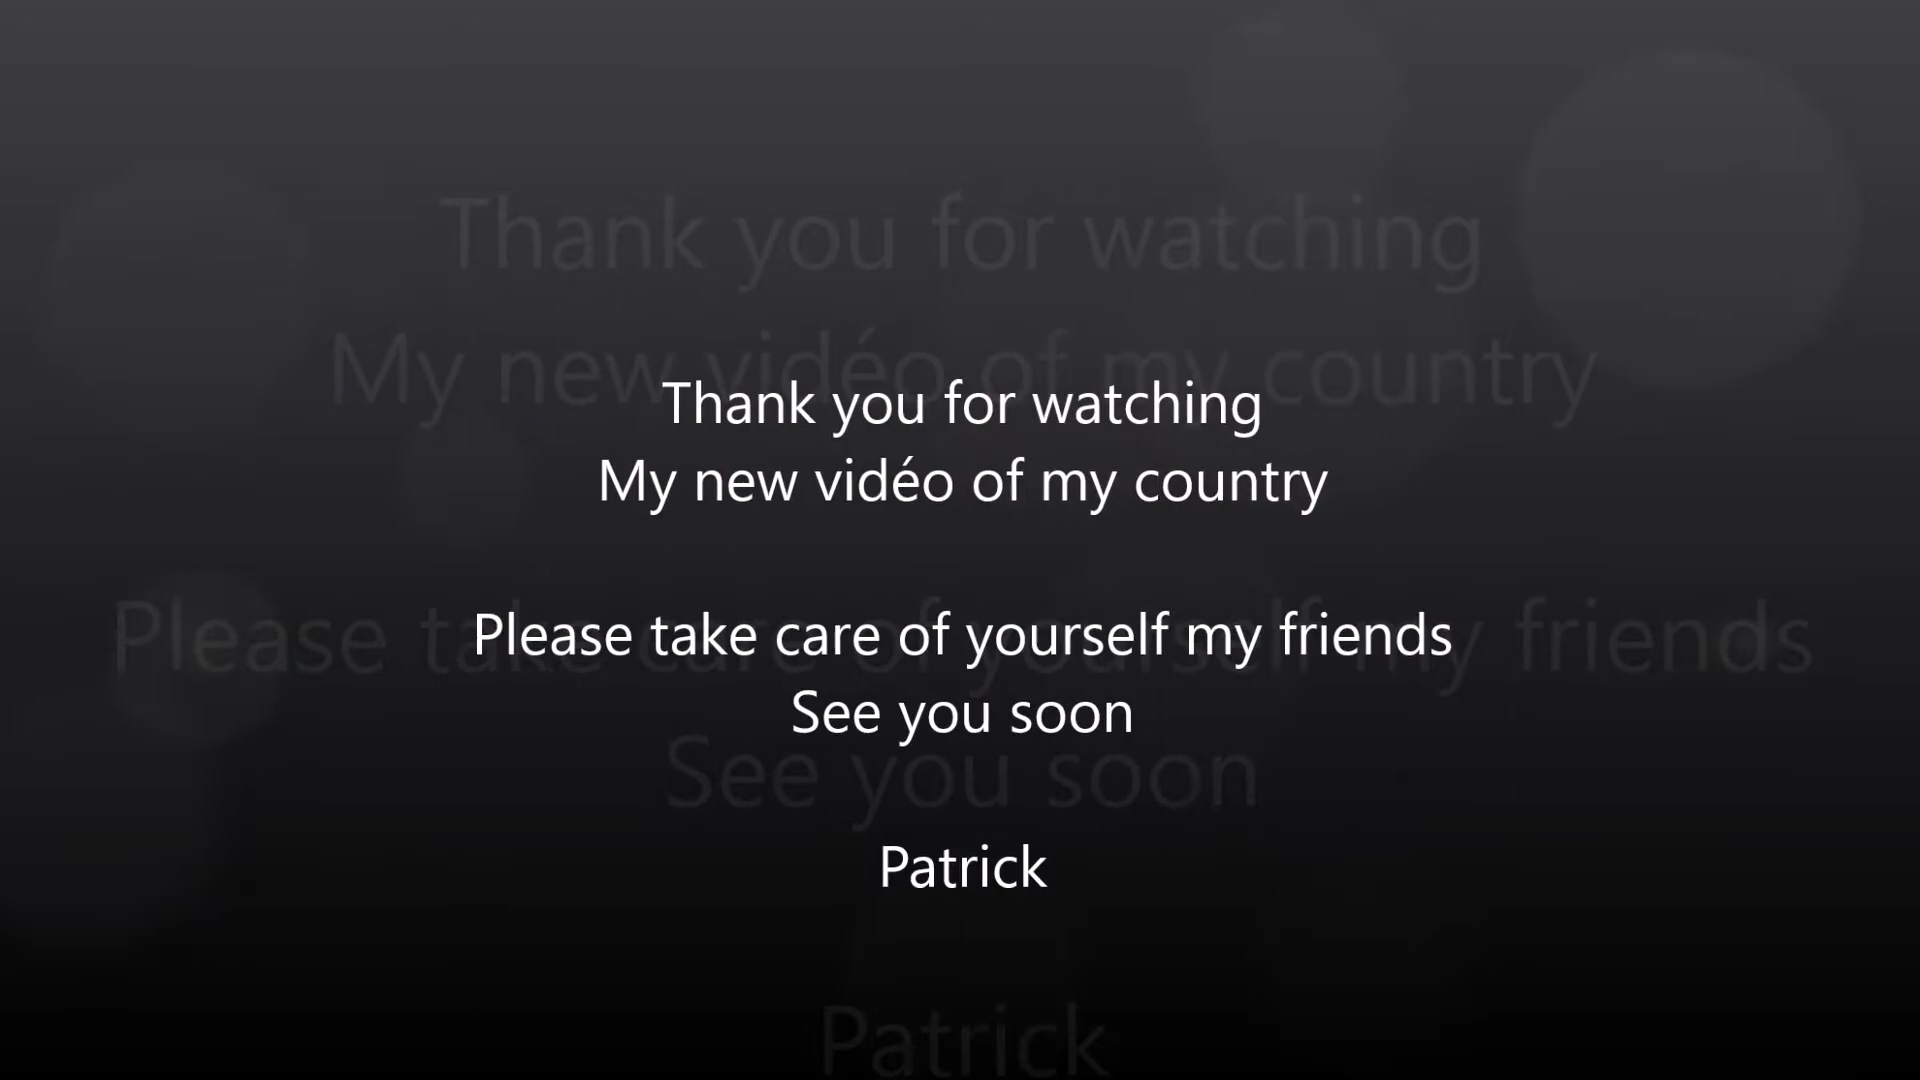 Thank you for watching
My new vidéo of my country
Please take care of yourself my friends
See you soon
Patrick